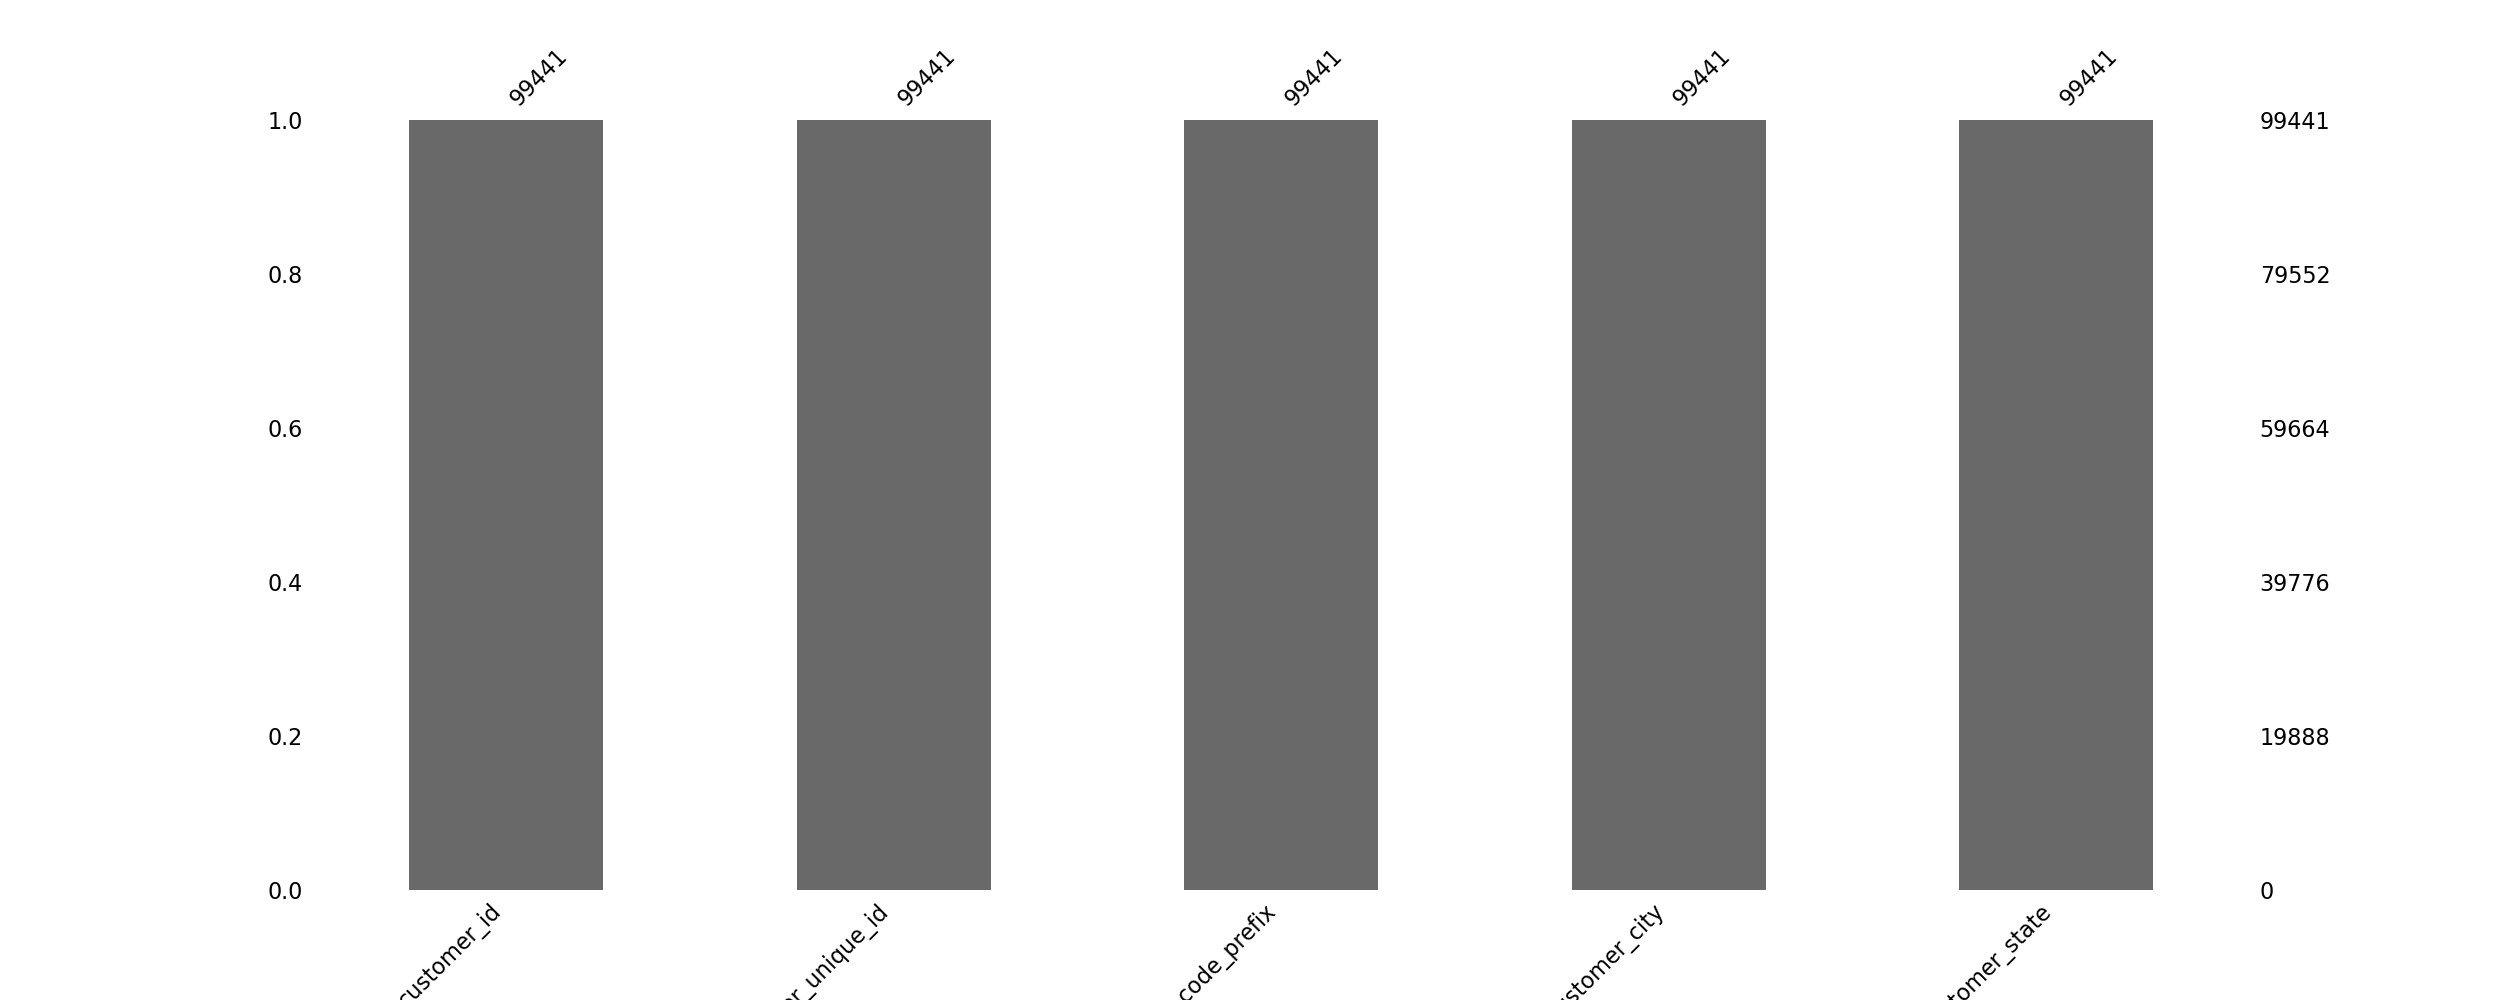 99441 99441 99441 99441 99441
1.0 99441
0.8 79552
0.6 59664
0.4 39776
0.2 19888
0.0 0
customer_id
er_unique_id
code_prefix
ustomer_city
tomer_state